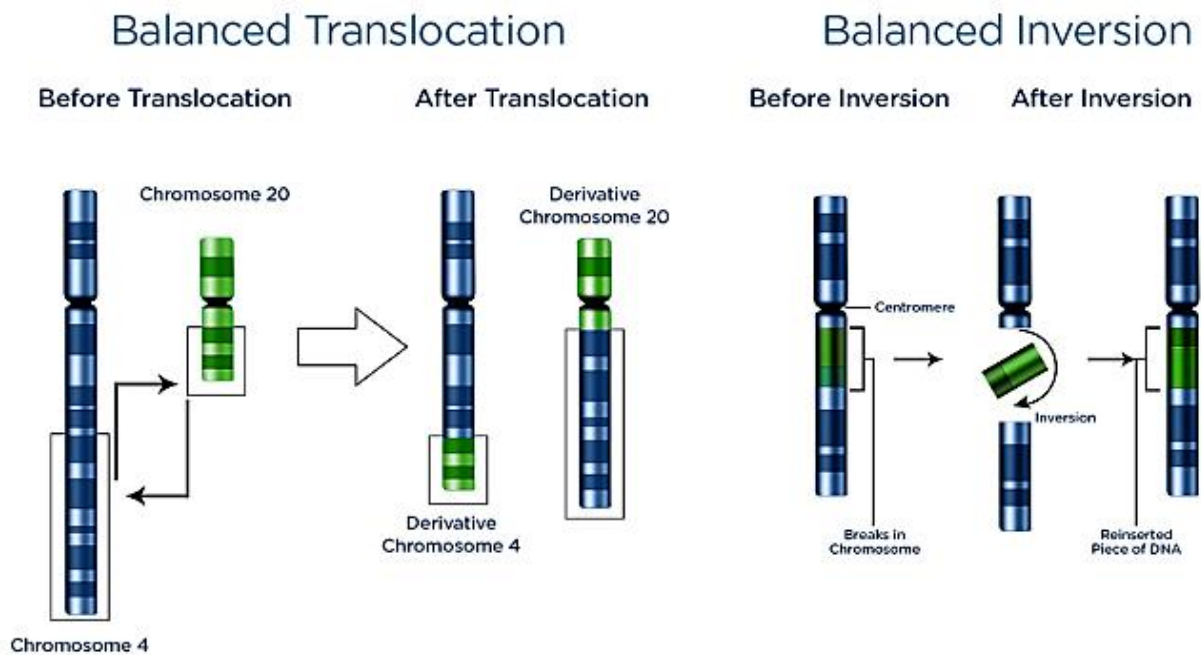 Balanced Translocation
Balanced Inversion
Before Translocation
After Translocation
Before Inversion
After Inversion
Chromosome 20
Derivative
Chromosome 20
Centromere
Inversion
Derivative
Chromosome 4
Breaks in
Chromosome
Reinserted
Piece of DNA
Chromosome 4